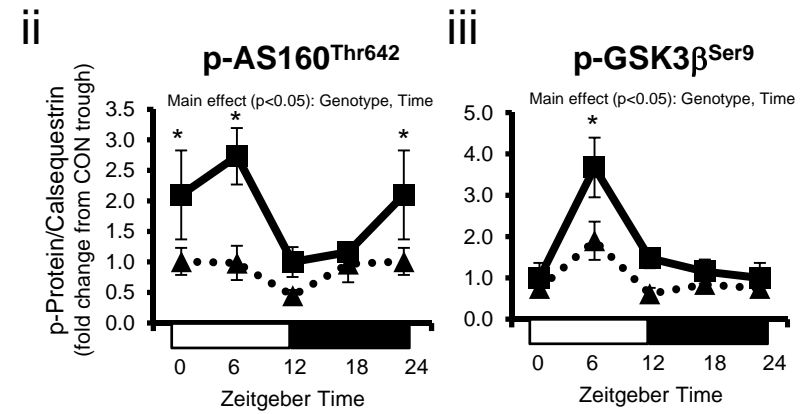 ii
p-AS160Thr642
Main effect (p<0.05): Genotype, Time
p-Protein/Calsequestrin
(fold change from CON trough)
3.5
3.0
2.5
2.0
1.5
1.0
0.5
0.0
*
*
*
0 6 12 18 24
Zeitgeber Time
iii
p-GSK3βSer9
Main effect (p<0.05): Genotype, Time
5.0
4.0
3.0
2.0
1.0
0.0
*
0 6 12 18 24
Zeitgeber Time